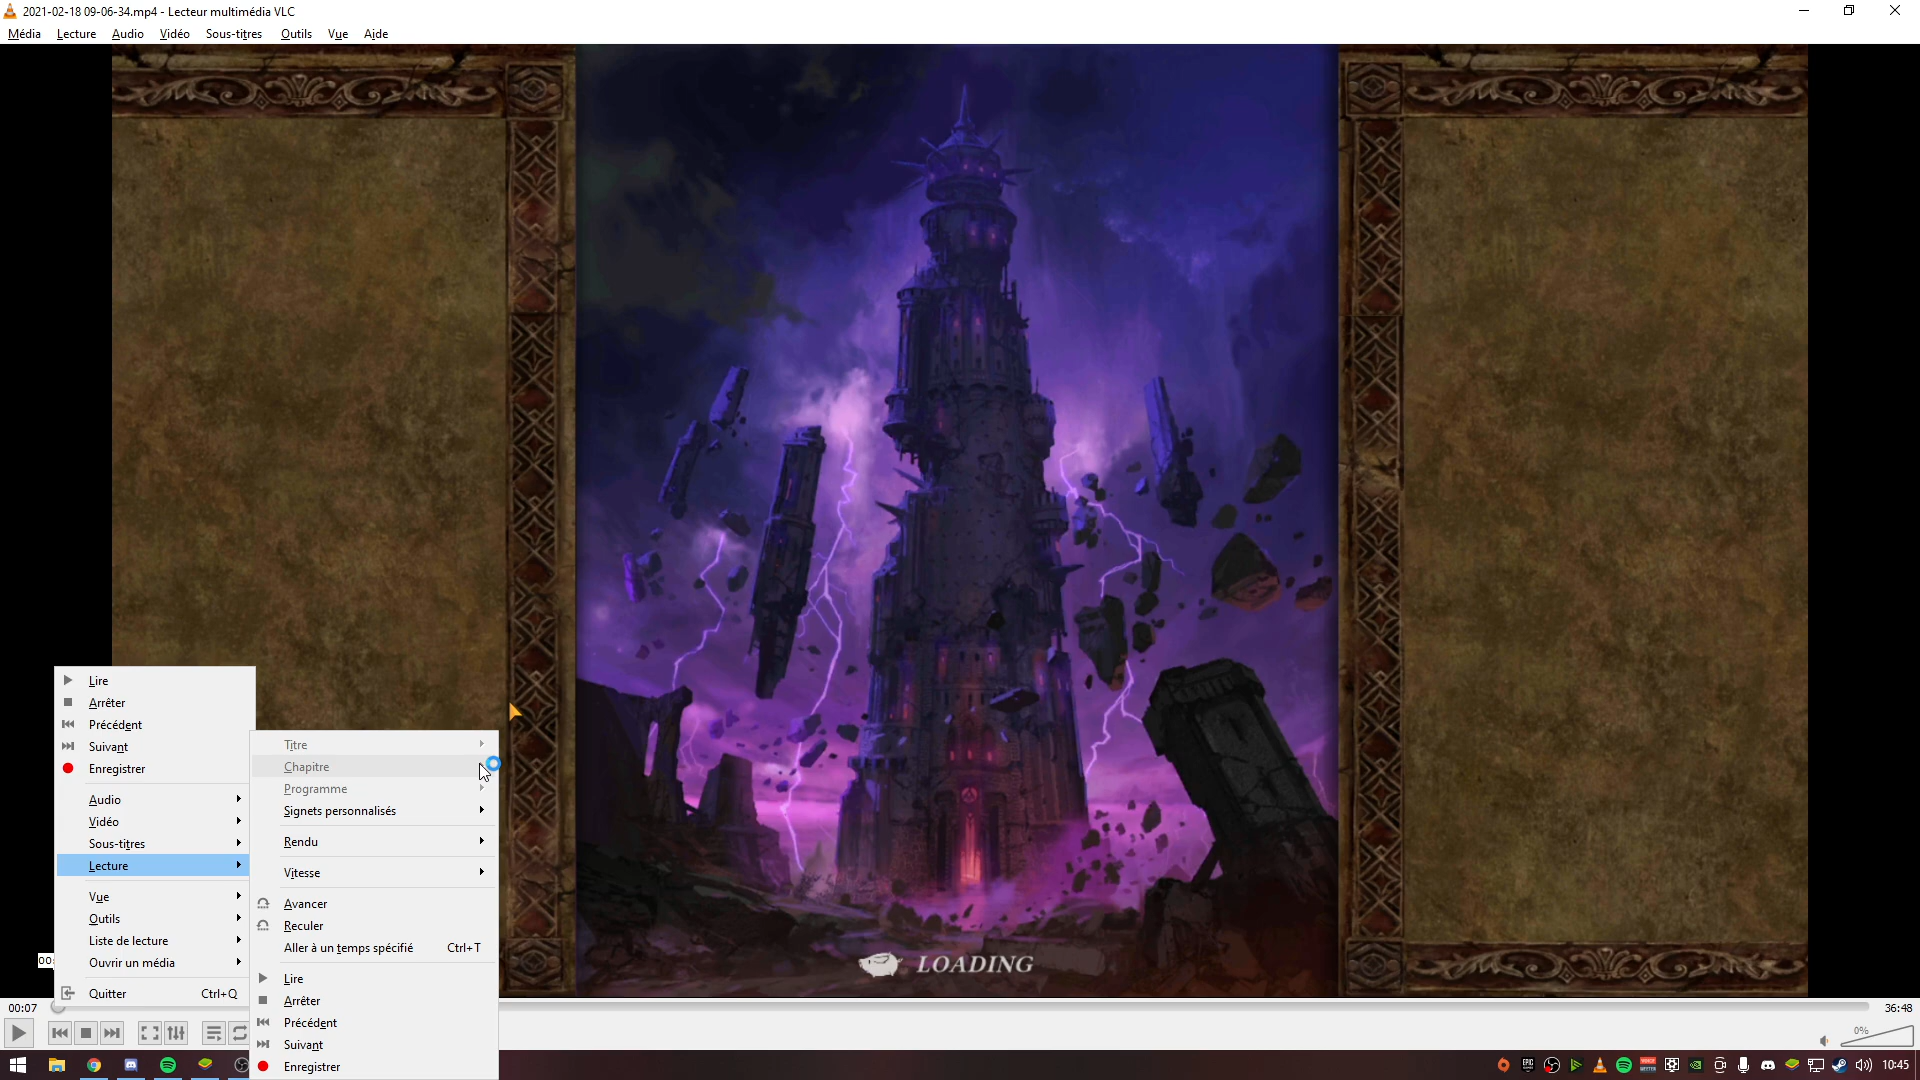 2021-02-18 09-06-34.mp4 - Lecteur multimédia VLC
Média Lecture Audio Vidéo Sous-titres Outils Vue Aide
LOADING
Lire
Arrêter
Précédent
Suivant
Enregistrer
Audio
Vidéo
Sous-titres
Lecture
Vue
Outils
Liste de lecture
Ouvrir un média
Quitter Ctrl+Q
Titre
Chapitre
Programme
Signets personnalisés
Rendu
Vitesse
Avancer
Reculer
Aller à un temps spécifié Ctrl+T
Lire
Arrêter
Précédent
Suivant
Enregistrer
00:07
36:48
0%
10:45